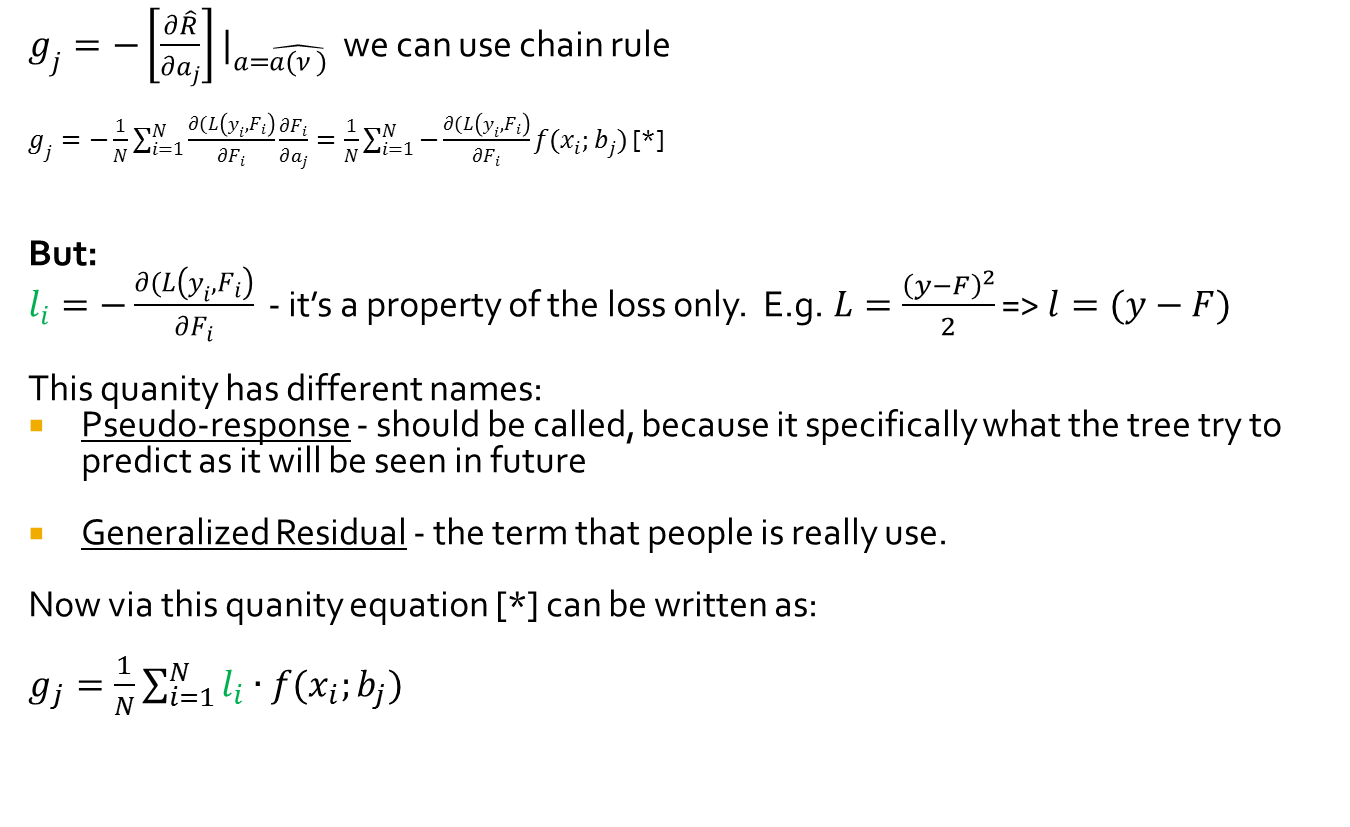 g_j = −[∂R̂/∂a_j]|_{a=\widehat{a(ν)}} we can use chain rule
g_j = −1/N ∑_{i=1}^N ∂(L(y_i,F_i)/∂F_i ∂F_i/∂a_j = 1/N ∑_{i=1}^N −∂(L(y_i,F_i)/∂F_i f(x_i; b_j) [*]
But:
l_i = −∂(L(y_i,F_i)/∂F_i - it's a property of the loss only. E.g. L = (y−F)²/2 => l = (y − F)
This quanity has different names:
▪ Pseudo-response - should be called, because it specifically what the tree try to
predict as it will be seen in future
▪ Generalized Residual - the term that people is really use.
Now via this quanity equation [*] can be written as:
g_j = 1/N ∑_{i=1}^N l_i · f(x_i; b_j)